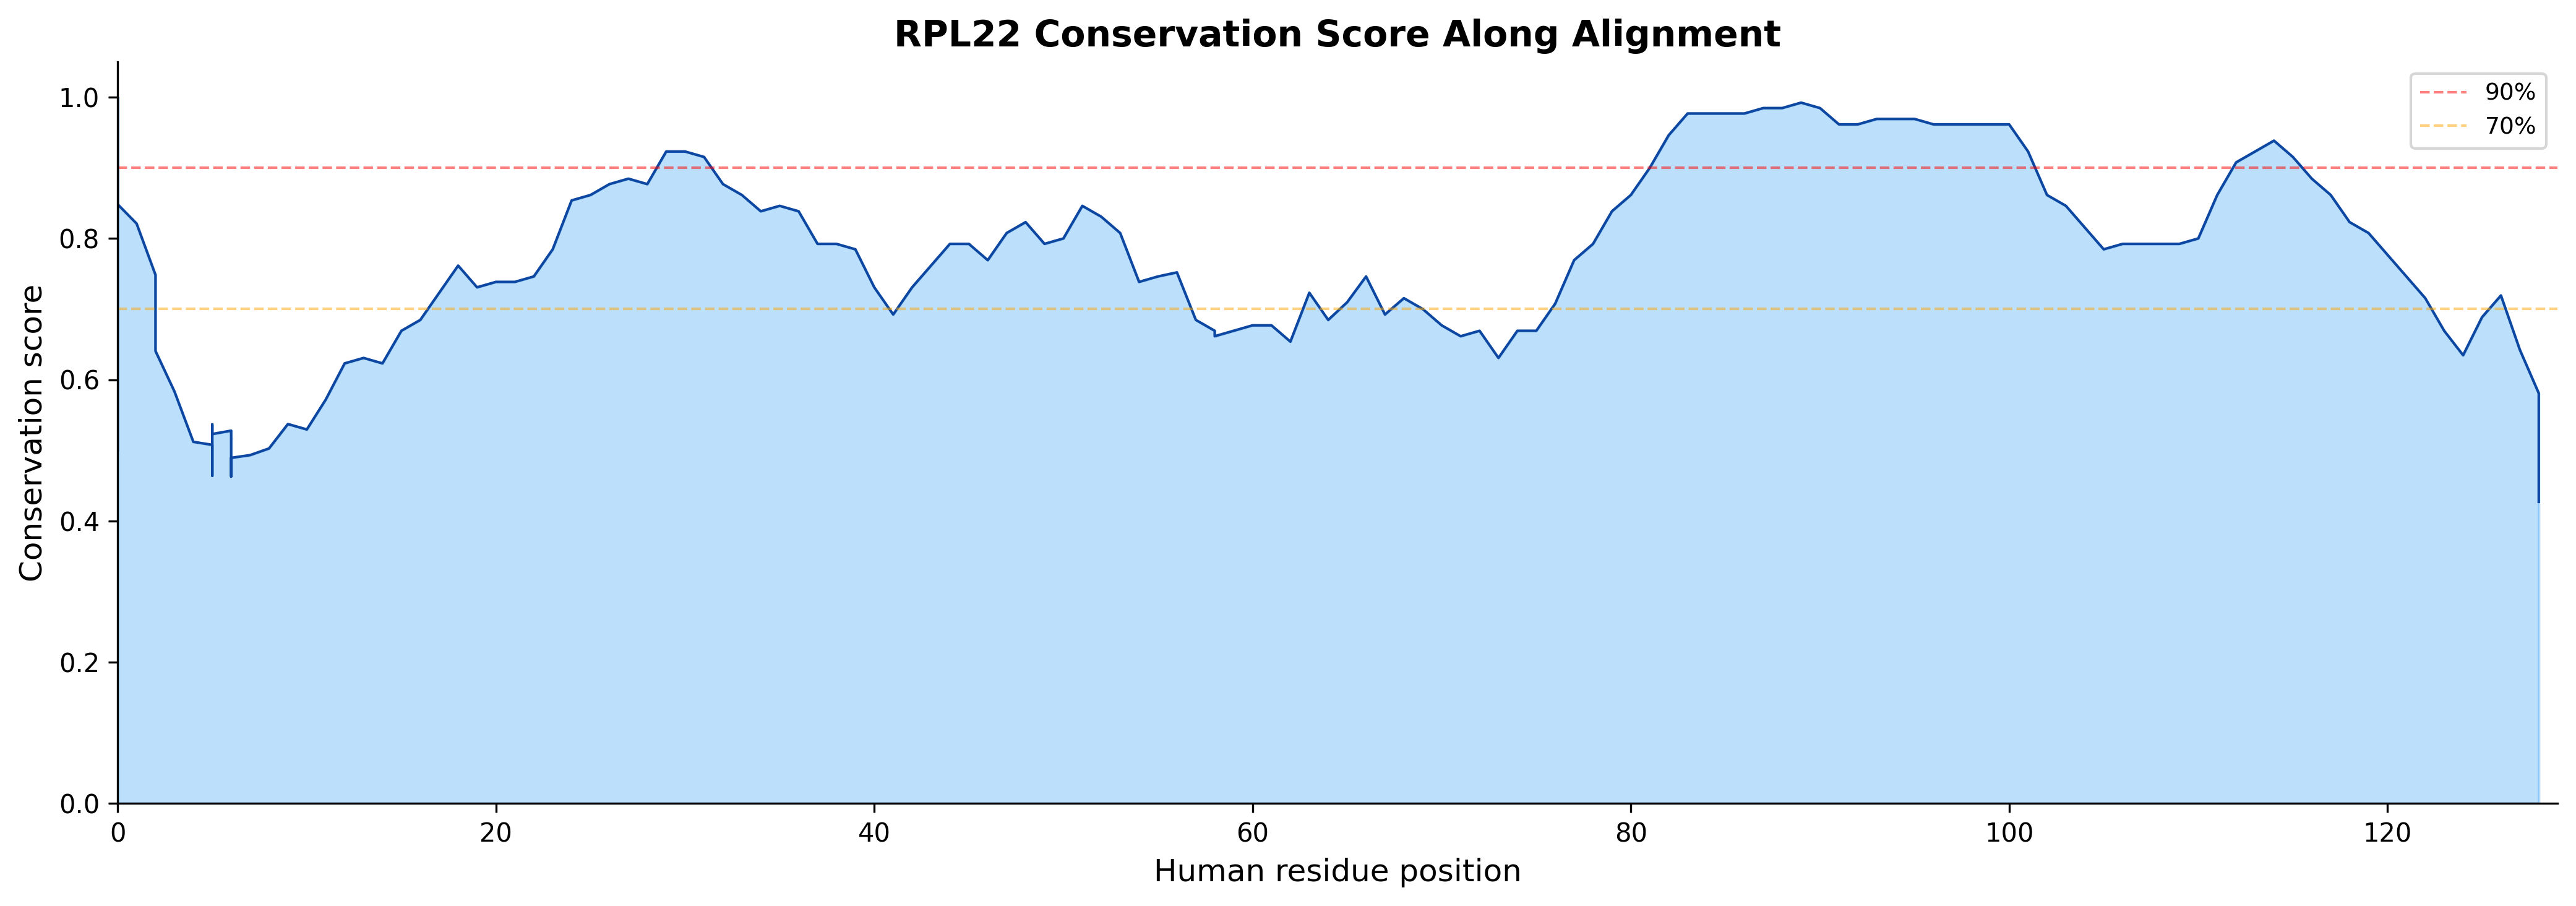 RPL22 Conservation Score Along Alignment
90%
70%
Conservation score
1.0
0.8
0.6
0.4
0.2
0.0
0 20 40 60 80 100 120
Human residue position